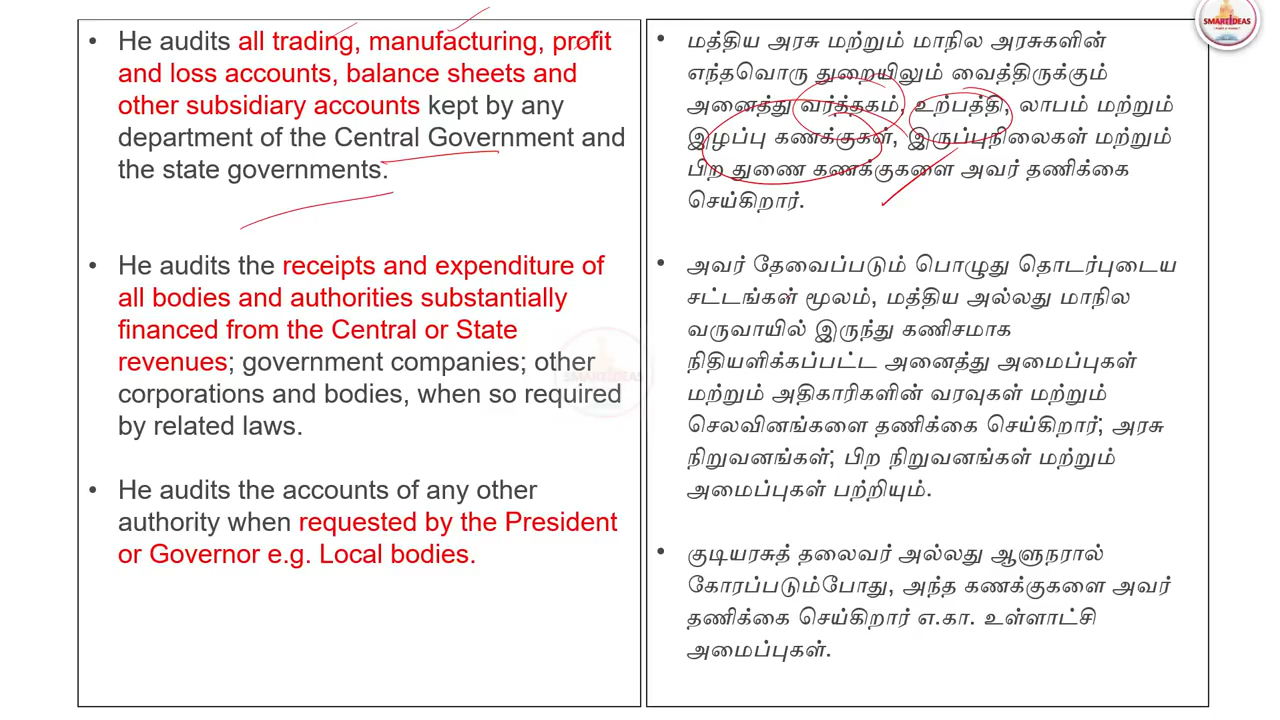 SMART IDEAS
• He audits all trading, manufacturing, profit
and loss accounts, balance sheets and
other subsidiary accounts kept by any
department of the Central Government and
the state governments.
• He audits the receipts and expenditure of
all bodies and authorities substantially
financed from the Central or State
revenues; government companies; other
corporations and bodies, when so required
by related laws.
• He audits the accounts of any other
authority when requested by the President
or Governor e.g. Local bodies.
• மத்திய அரசு மற்றும் மாநில அரசுகளின்
எந்தவொரு துறையிலும் வைத்திருக்கும்
அனைத்து வர்த்தகம், உற்பத்தி, லாபம் மற்றும்
இழப்பு கணக்குகள், இருப்புநிலைகள் மற்றும்
பிற துணை கணக்குகளை அவர் தணிக்கை
செய்கிறார்.
• அவர் தேவைப்படும் பொழுது தொடர்புடைய
சட்டங்கள் மூலம், மத்திய அல்லது மாநில
வருவாயில் இருந்து கணிசமாக
நிதியளிக்கப்பட்ட அனைத்து அமைப்புகள்
மற்றும் அதிகாரிகளின் வரவுகள் மற்றும்
செலவினங்களை தணிக்கை செய்கிறார்; அரசு
நிறுவனங்கள்; பிற நிறுவனங்கள் மற்றும்
அமைப்புகள் பற்றியும்.
• குடியரசுத் தலைவர் அல்லது ஆளுநரால்
கோரப்படும்போது, அந்த கணக்குகளை அவர்
தணிக்கை செய்கிறார் எ.கா. உள்ளாட்சி
அமைப்புகள்.
SMART IDEAS